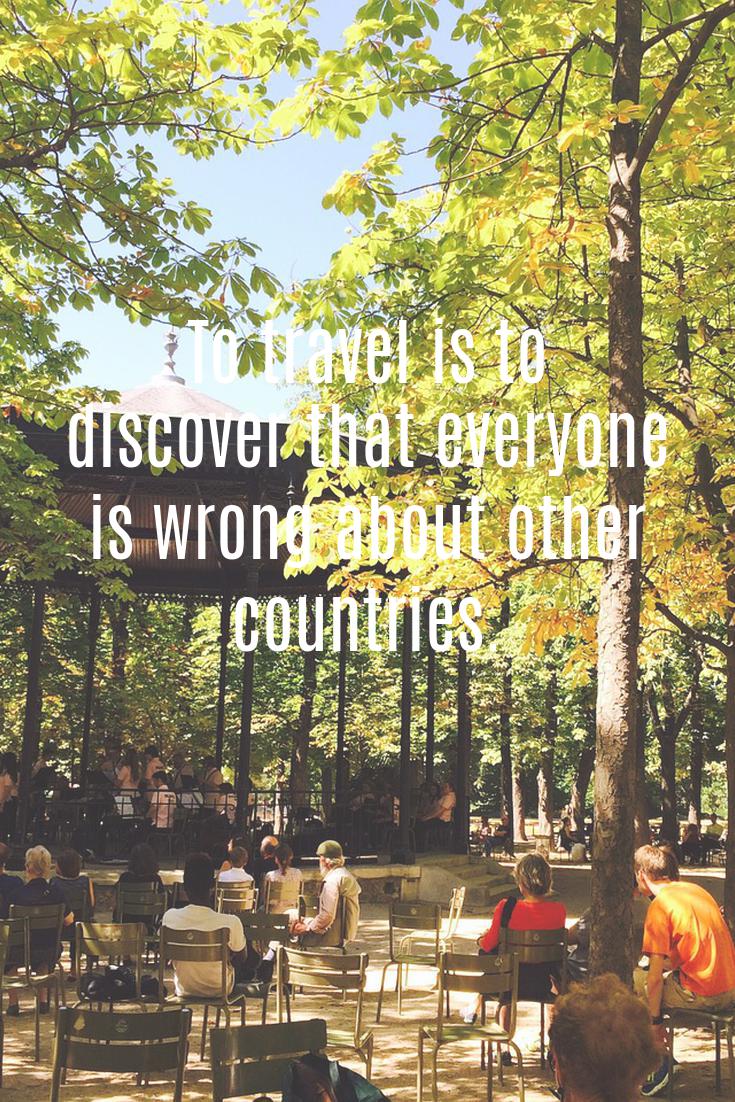 To travel is to
discover that everyone
is wrong about other
countries.